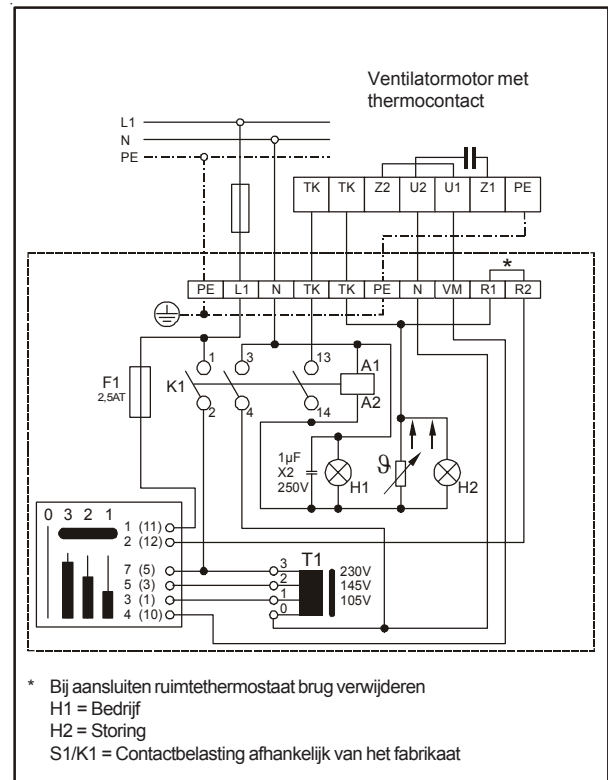 Ventilatormotor met
thermocontact
L1
N
PE
TK TK Z2 U2 U1 Z1 PE
*
PE L1 N TK TK PE N VM R1 R2
1 3 13 A1
K1
F1
2,5AT
2 4 14 A2
1µF
X2
250V
H1 ϑ H2
0 3 2 1
1 (11)
2 (12)
7 (5)
5 (3)
3 (1)
4 (10)
T1
3 230V
2 145V
1 105V
0
* Bij aansluiten ruimtethermostaat brug verwijderen
H1 = Bedrijf
H2 = Storing
S1/K1 = Contactbelasting afhankelijk van het fabrikaat